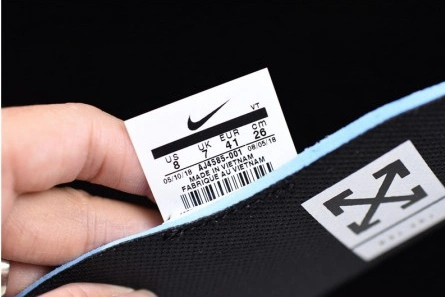 VT
US UK EUR cm
8 7 41 26
AJ4585-001
05/10/18 08/05/18
MADE IN VIETNAM
FABRIQUE AU VIETNAM